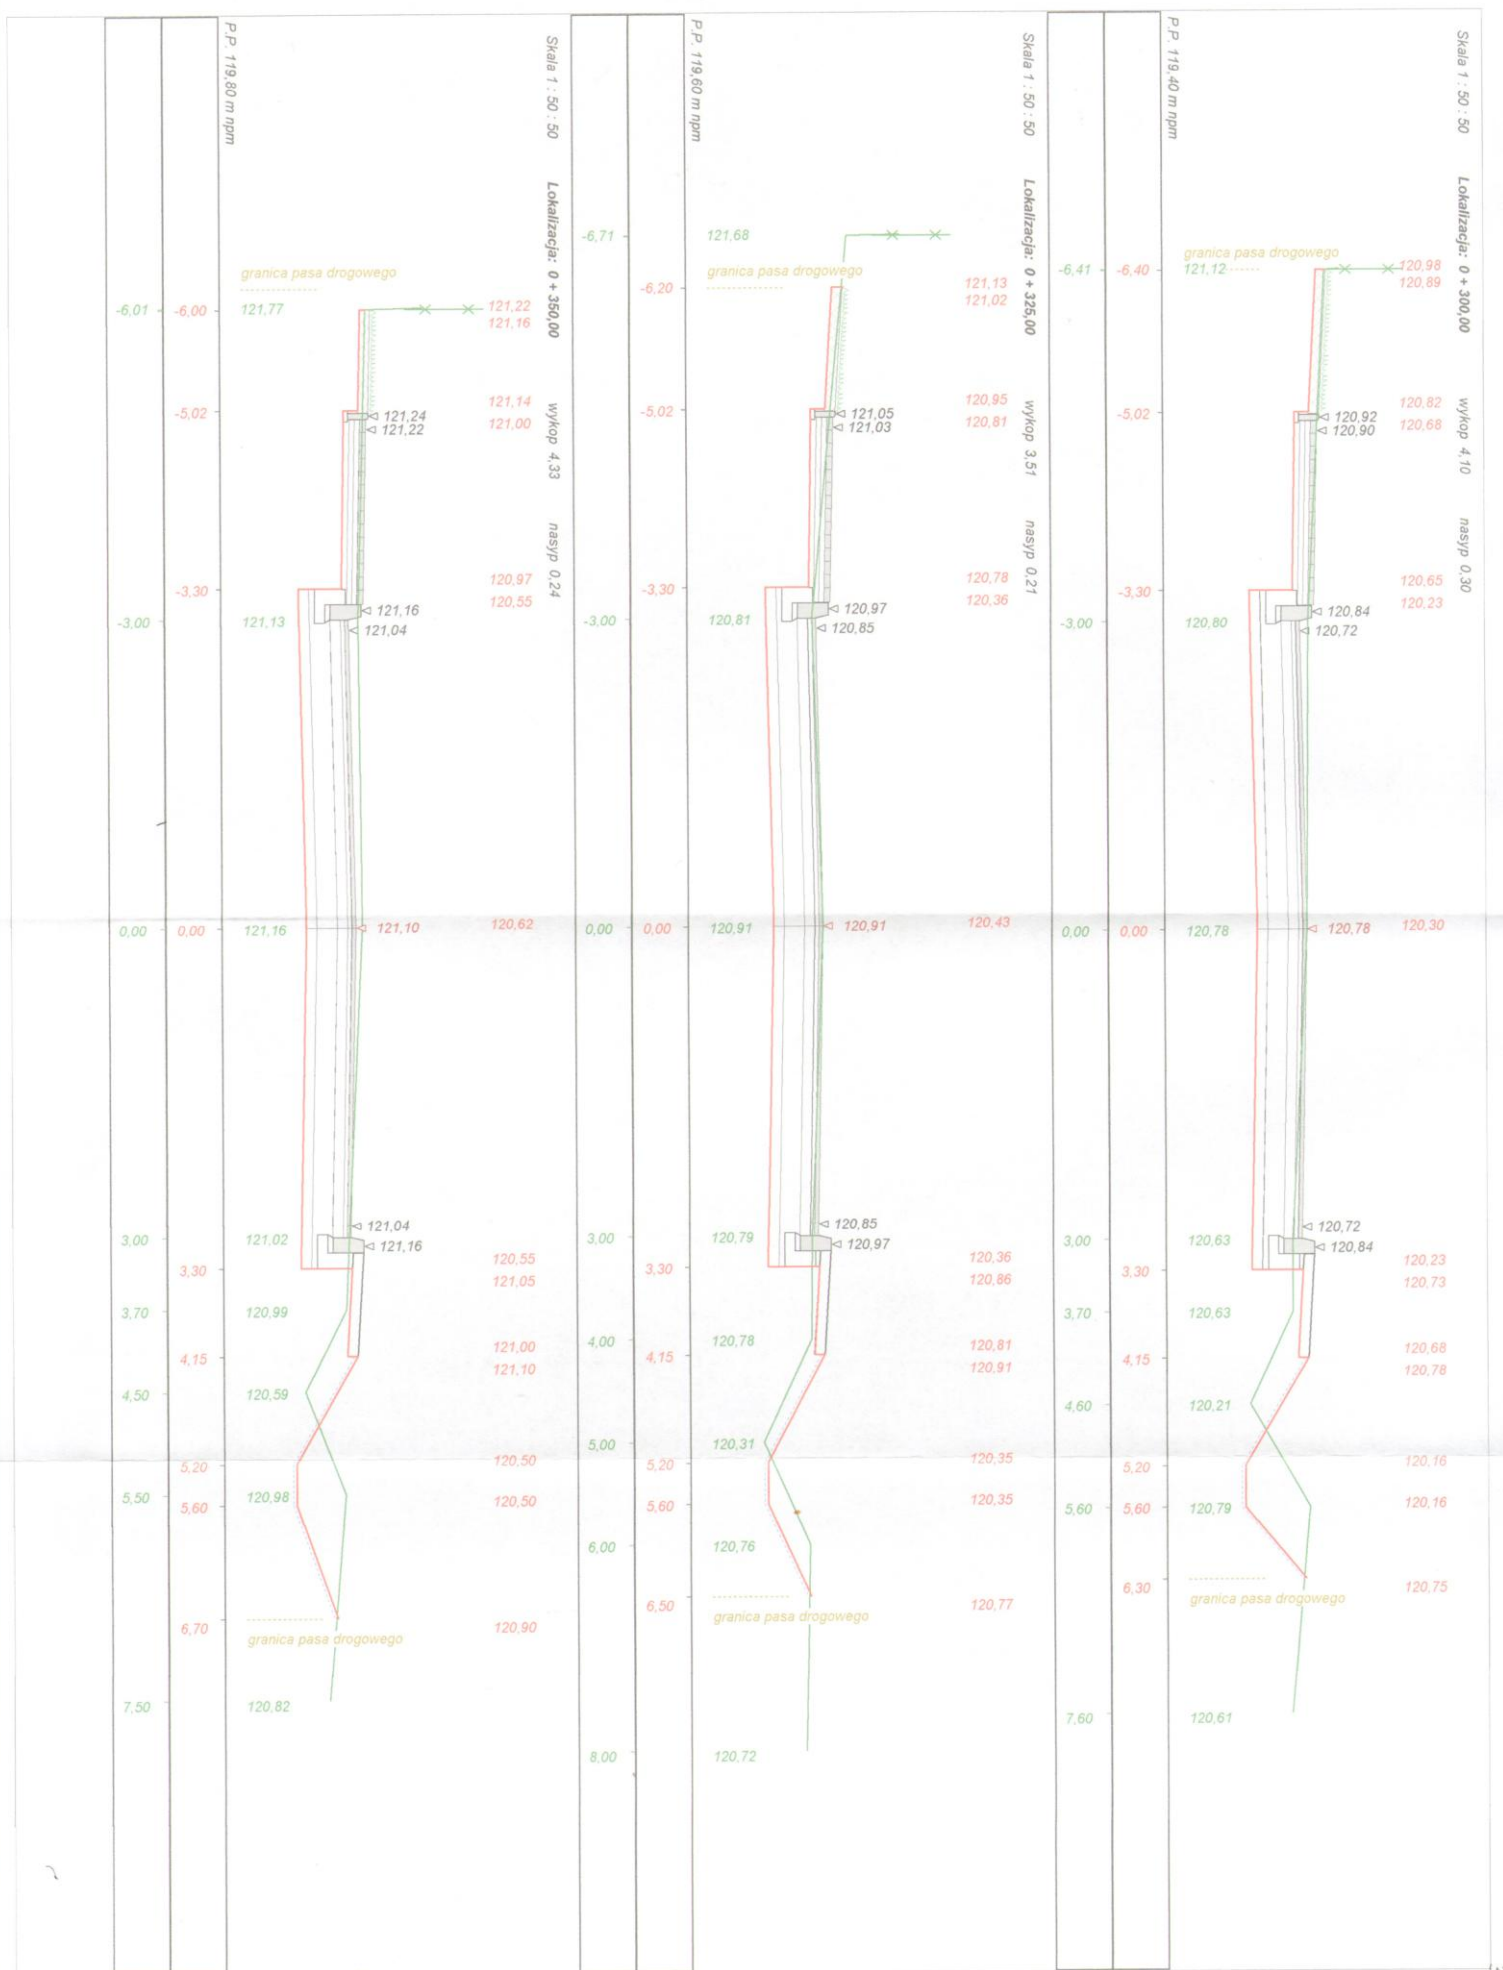 Skala 1 : 50 : 50 Lokalizacja: 0 + 350,00 wykop 4,33 nasyp 0,24
P.P. 119,80 m npm
granica pasa drogowego
-6,01 -6,00 121,77 121,22
121,16
-5,02 121,24 121,14
121,22 121,00
-3,30 120,97
-3,00 121,13 121,16 120,55
121,04
0,00 0,00 121,16 121,10 120,62
121,04
3,00 121,02 121,16 120,55
3,30 121,05
3,70 120,99
4,15 121,00
121,10
4,50 120,59
5,20 120,50
5,50 120,98 120,50
5,60
6,70 120,90
granica pasa drogowego
7,50 120,82
Skala 1 : 50 : 50 Lokalizacja: 0 + 325,00 wykop 3,51 nasyp 0,21
P.P. 119,60 m npm
-6,71 121,68
granica pasa drogowego
-6,20 121,13
121,02
-5,02 121,05 120,95
121,03 120,81
-3,30 120,78
-3,00 120,81 120,97 120,36
120,85
0,00 0,00 120,91 120,91 120,43
120,85
3,00 120,79 120,97 120,36
3,30 120,86
4,00 120,78 120,81
4,15 120,91
5,00 120,31
5,20 120,35
5,60 120,35
6,00 120,76
6,50 120,77
granica pasa drogowego
8,00 120,72
Skala 1 : 50 : 50 Lokalizacja: 0 + 300,00 wykop 4,10 nasyp 0,30
P.P. 119,40 m npm
granica pasa drogowego
-6,41 -6,40 121,12 120,98
120,89
-5,02 120,92 120,82
120,90 120,68
-3,30 120,65
-3,00 120,80 120,84 120,23
120,72
0,00 0,00 120,78 120,78 120,30
120,72
3,00 120,63 120,84
3,30 120,23
120,73
3,70 120,63
4,15 120,68
120,78
4,60 120,21
5,20 120,16
5,60 5,60 120,79 120,16
6,30 120,75
granica pasa drogowego
7,60 120,61